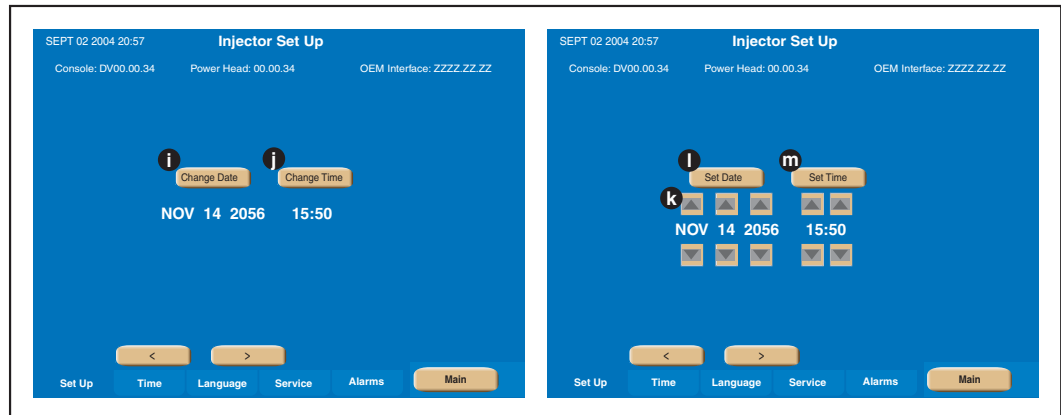 SEPT 02 2004 20:57 Injector Set Up
Console: DV00.00.34 Power Head: 00.00.34 OEM Interface: ZZZZ.ZZ.ZZ
i j
Change Date Change Time
NOV 14 2056 15:50
< >
Set Up Time Language Service Alarms Main
SEPT 02 2004 20:57 Injector Set Up
Console: DV00.00.34 Power Head: 00.00.34 OEM Interface: ZZZZ.ZZ.ZZ
l m
Set Date Set Time
k
NOV 14 2056 15:50
< >
Set Up Time Language Service Alarms Main